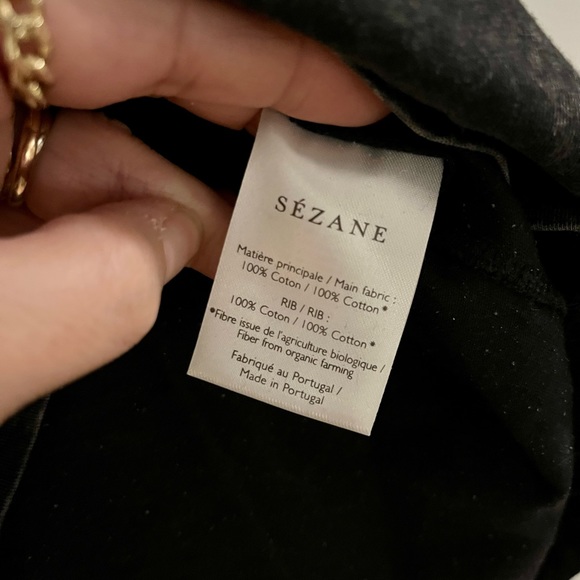 SÉZANE
Matière principale / Main fabric :
100% Coton / 100% Cotton *
RIB / RIB :
100% Coton / 100% Cotton *
*Fibre issue de l'agriculture biologique /
Fiber from organic farming
Fabriqué au Portugal /
Made in Portugal